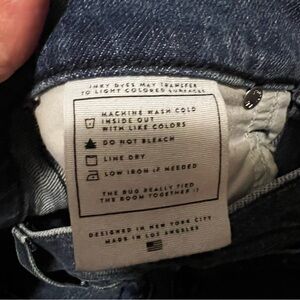 INKY DYES MAY TRANSFER
TO LIGHT COLORED SURFACES
MACHINE WASH COLD
INSIDE OUT
WITH LIKE COLORS
DO NOT BLEACH
LINE DRY
LOW IRON IF NEEDED
THE RUG REALLY TIED
THE ROOM TOGETHER
DESIGNED IN NEW YORK CITY
MADE IN LOS ANGELES